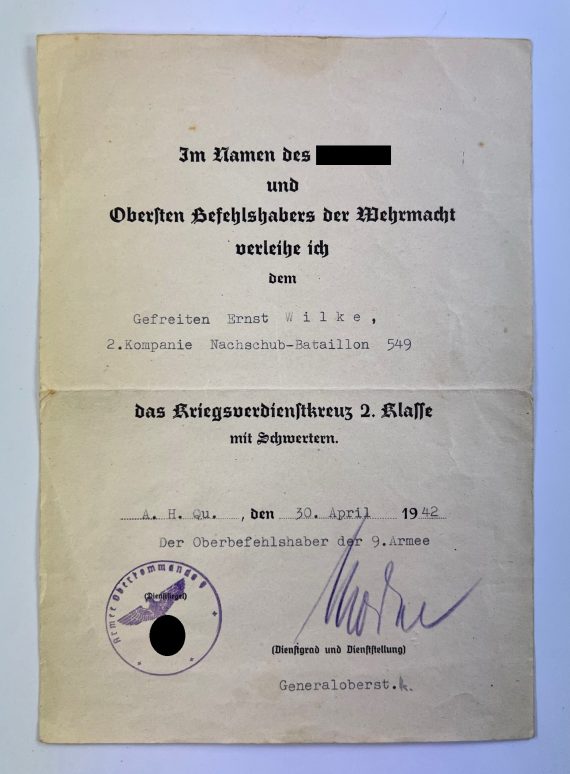 Im Namen des
und
Obersten Befehlshabers der Wehrmacht
verleihe ich
dem
Gefreiten Ernst W i l k e ,
2.Kompanie Nachschub-Bataillon 549
das Kriegsverdienstkreuz 2. Klasse
mit Schwertern.
A. H. Qu. , den 30. April 1942
Der Oberbefehlshaber der 9.Armee
Armee Oberkommando 9
(Dienstsiegel)
(Dienstgrad und Dienststellung)
Generaloberst.